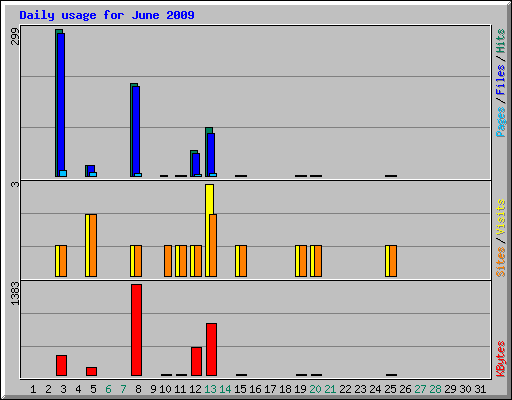 Daily usage for June 2009
299
Pages / Files / Hits
3
Sites / Visits
1383
KBytes
1 2 3 4 5 6 7 8 9 10 11 12 13 14 15 16 17 18 19 20 21 22 23 24 25 26 27 28 29 30 31